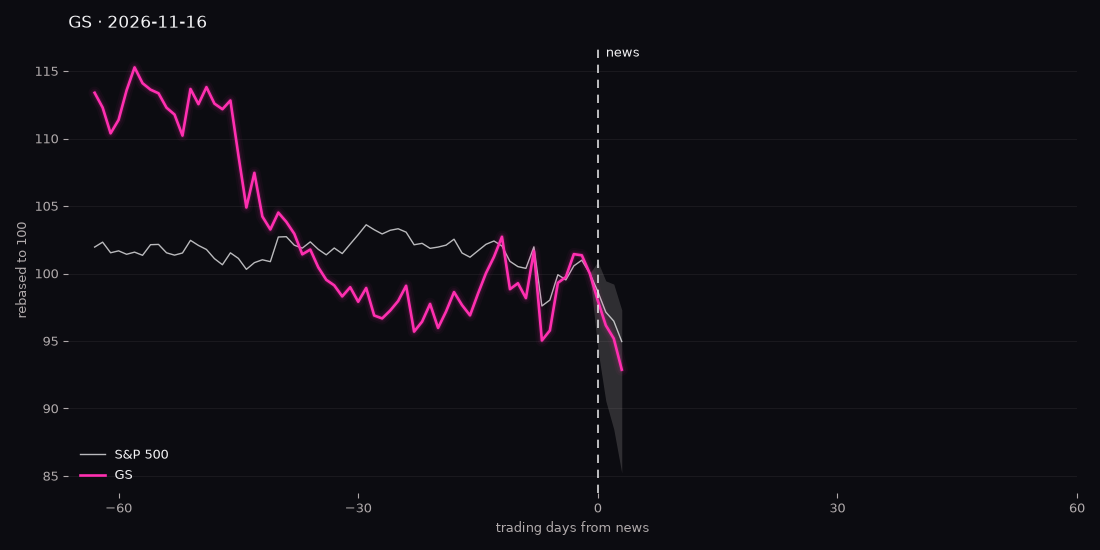 GS · 2026-11-16
news
115
110
105
100
95
90
85
rebased to 100
S&P 500
GS
−60
−30
0
30
60
trading days from news